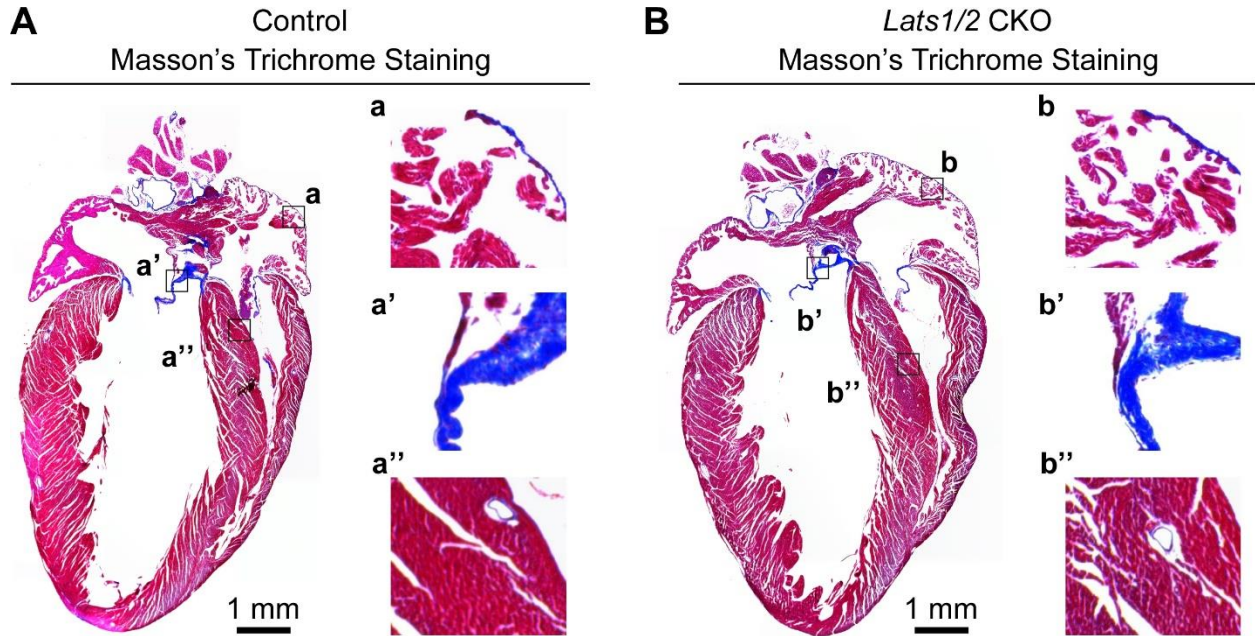 A
Control
Masson's Trichrome Staining
a
a
a'
a'
a''
a''
1 mm
B
Lats1/2 CKO
Masson's Trichrome Staining
b
b
b'
b'
b''
b''
1 mm